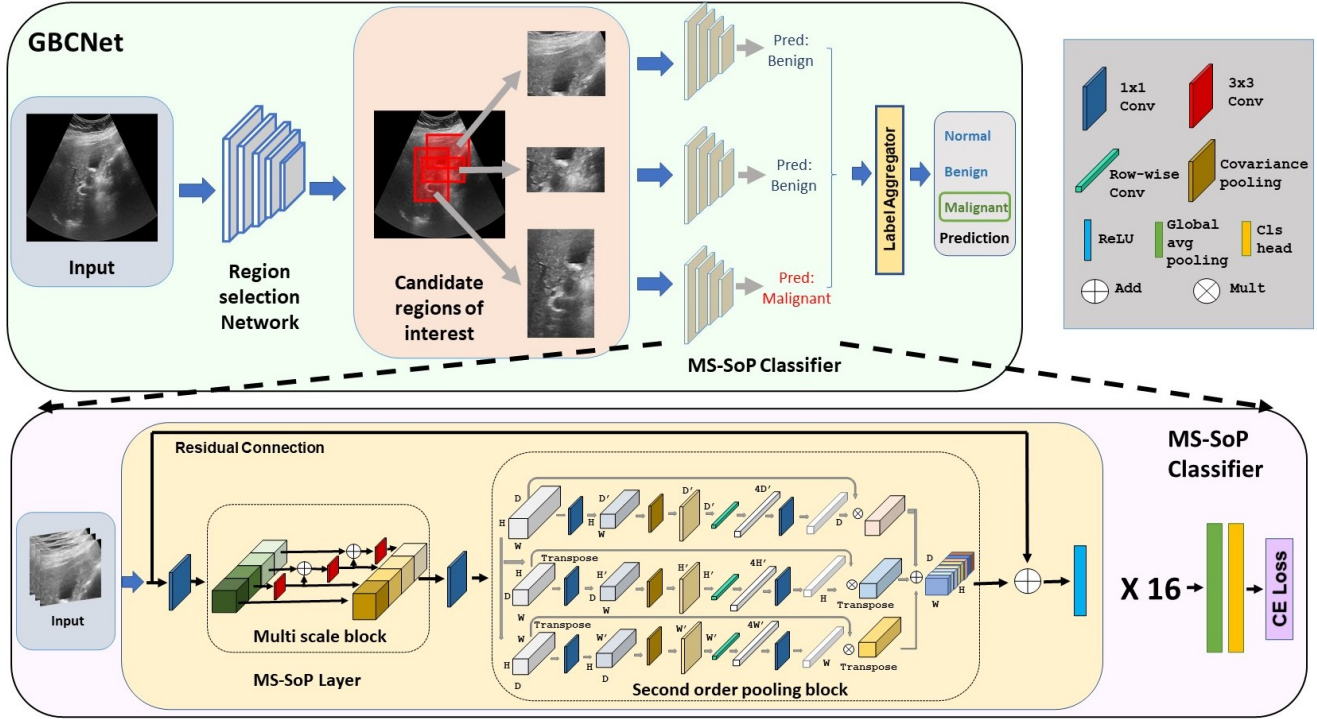 GBCNet
Input
Region
selection
Network
Candidate
regions of
interest
Pred:
Benign
Pred:
Benign
Pred:
Malignant
MS-SoP Classifier
Label Aggregator
Normal
Benign
Malignant
Prediction
1x1
Conv
3x3
Conv
Row-wise
Conv
Covariance
pooling
ReLU
Global
avg
pooling
Cls
head
Add
Mult
MS-SoP
Classifier
Residual Connection
Input
Multi scale block
MS-SoP Layer
D
H
W
D'
H
W
D'
D'
4D'
D
Transpose
H
D
W
H'
D
W
H'
H'
4H'
H
Transpose
Transpose
W
H
D
W'
H
W'
W'
4W'
W
Transpose
D
H
W
Second order pooling block
X 16
CE Loss